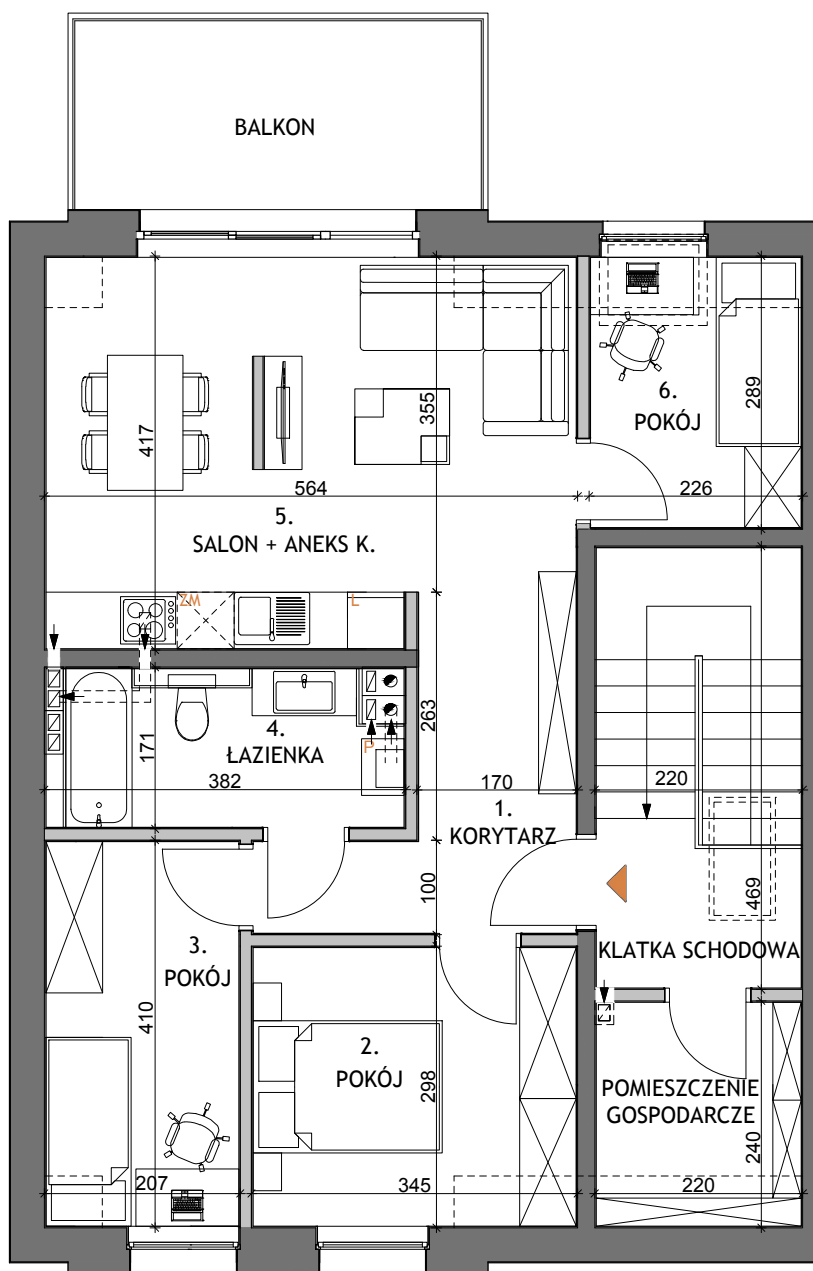 BALKON
417
355
6.
POKÓJ
289
564
226
5.
SALON + ANEKS K.
ZM
L
171
4.
ŁAZIENKA
P
382
263
170
1.
KORYTARZ
220
100
469
KLATKA SCHODOWA
3.
POKÓJ
410
2.
POKÓJ
298
POMIESZCZENIE
GOSPODARCZE
240
207
345
220